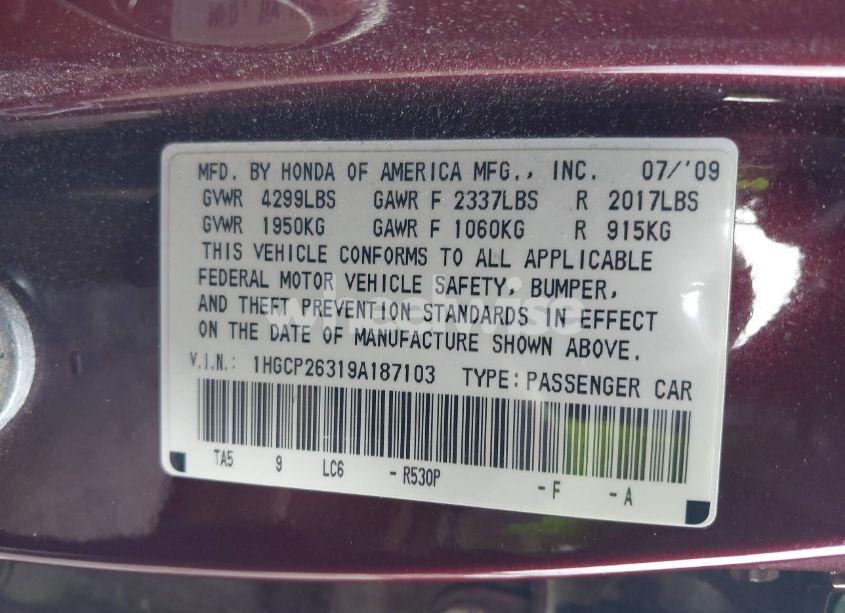 MFD. BY HONDA OF AMERICA MFG., INC. 07/'09
GVWR 4299LBS GAWR F 2337LBS R 2017LBS
GVWR 1950KG GAWR F 1060KG R 915KG
THIS VEHICLE CONFORMS TO ALL APPLICABLE
FEDERAL MOTOR VEHICLE SAFETY, BUMPER,
AND THEFT PREVENTION STANDARDS IN EFFECT
ON THE DATE OF MANUFACTURE SHOWN ABOVE.
V.I.N.: 1HGCP26319A187103 TYPE: PASSENGER CAR
TA5 9 LC6 -R530P -F -A
wheelwise